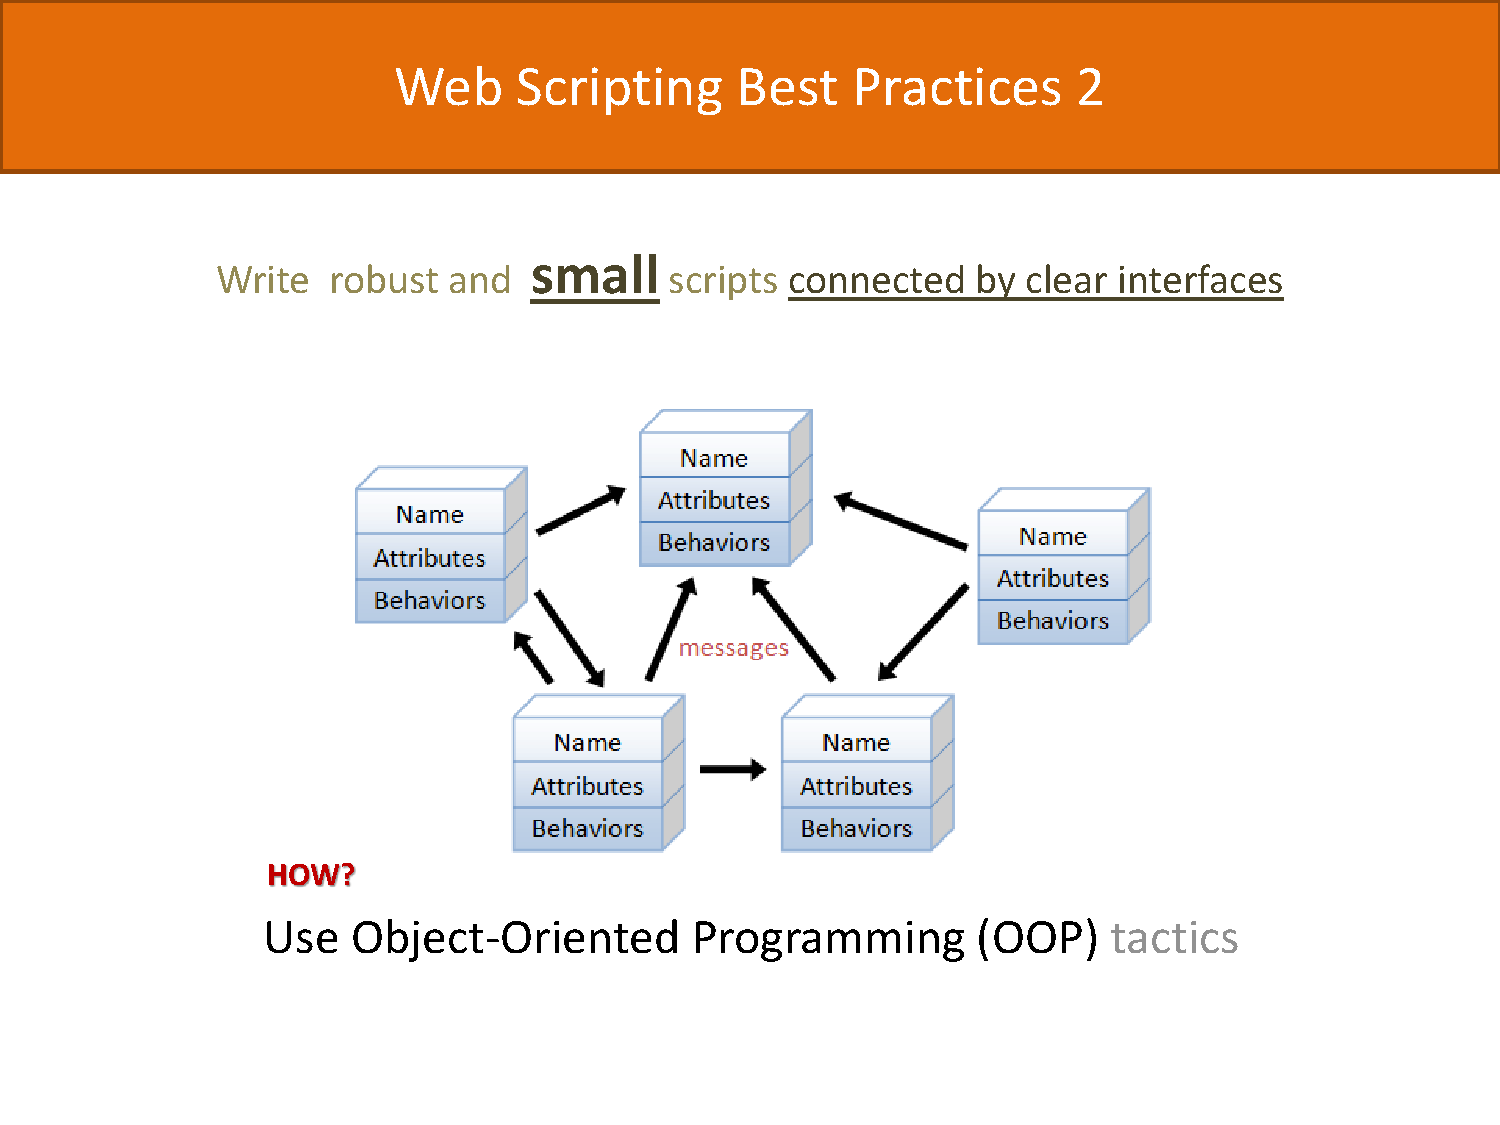 Web Scripting Best Practices 2
Write robust and small scripts connected by clear interfaces
Name
Attributes
Behaviors
Name
Attributes
Behaviors
Name
Attributes
Behaviors
messages
Name
Attributes
Behaviors
Name
Attributes
Behaviors
HOW?
Use Object-Oriented Programming (OOP) tactics